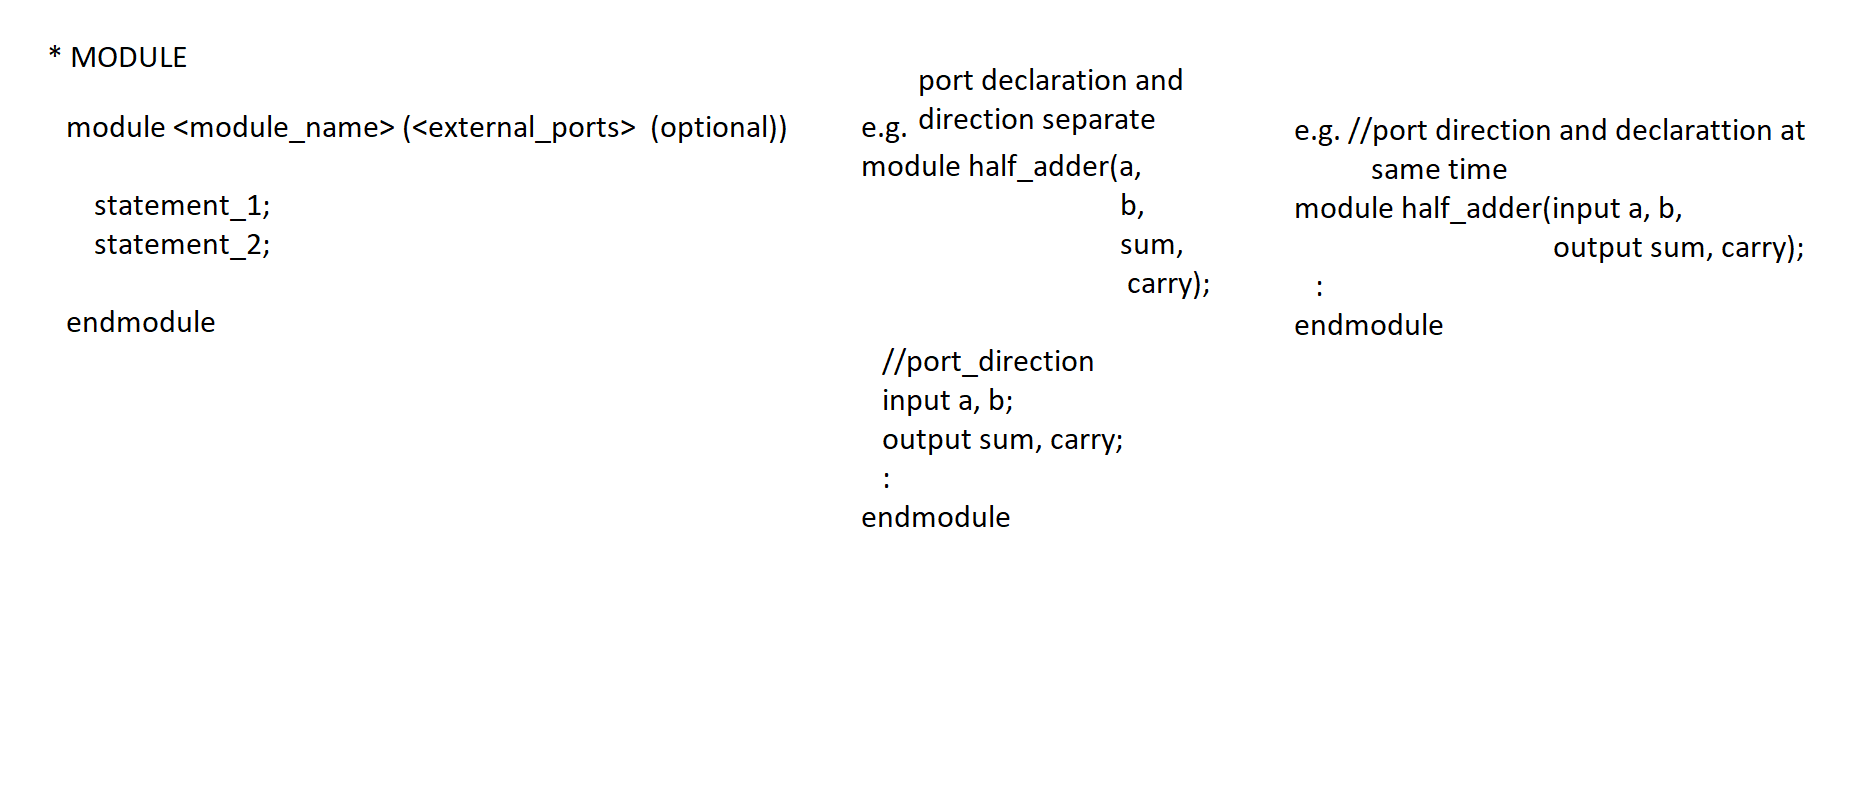 * MODULE
module <module_name> (<external_ports> (optional))
statement_1;
statement_2;
endmodule
port declaration and
e.g. direction separate
module half_adder(a,
b,
sum,
carry);
//port_direction
input a, b;
output sum, carry;
:
endmodule
e.g. //port direction and declarattion at
same time
module half_adder(input a, b,
output sum, carry);
:
endmodule